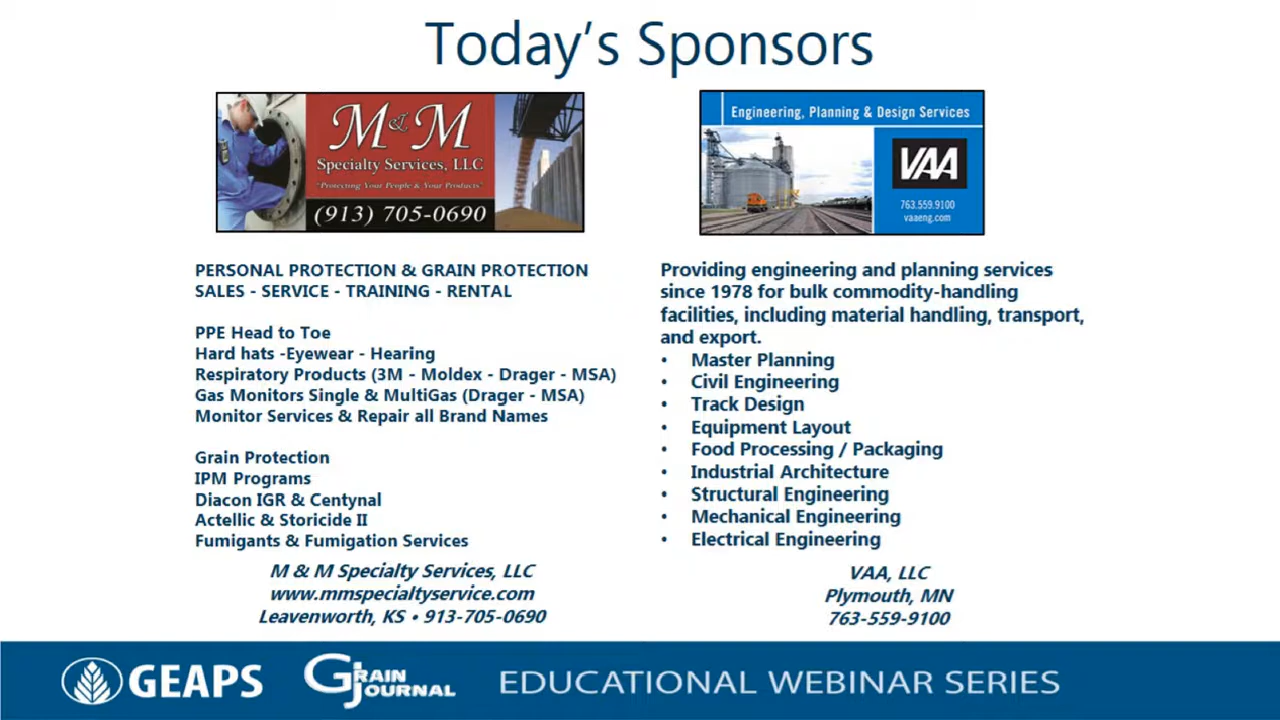 Today's Sponsors
M & M
Specialty Services, LLC
"Protecting Your People & Your Products"
(913) 705-0690
PERSONAL PROTECTION & GRAIN PROTECTION
SALES - SERVICE - TRAINING - RENTAL
PPE Head to Toe
Hard hats -Eyewear - Hearing
Respiratory Products (3M - Moldex - Drager - MSA)
Gas Monitors Single & MultiGas (Drager - MSA)
Monitor Services & Repair all Brand Names
Grain Protection
IPM Programs
Diacon IGR & Centynal
Actellic & Storicide II
Fumigants & Fumigation Services
M & M Specialty Services, LLC
www.mmspecialtyservice.com
Leavenworth, KS • 913-705-0690
Engineering, Planning & Design Services
VAA
763.559.9100
vaaeng.com
Providing engineering and planning services
since 1978 for bulk commodity-handling
facilities, including material handling, transport,
and export.
• Master Planning
• Civil Engineering
• Track Design
• Equipment Layout
• Food Processing / Packaging
• Industrial Architecture
• Structural Engineering
• Mechanical Engineering
• Electrical Engineering
VAA, LLC
Plymouth, MN
763-559-9100
GEAPS
GRAIN
JOURNAL
EDUCATIONAL WEBINAR SERIES